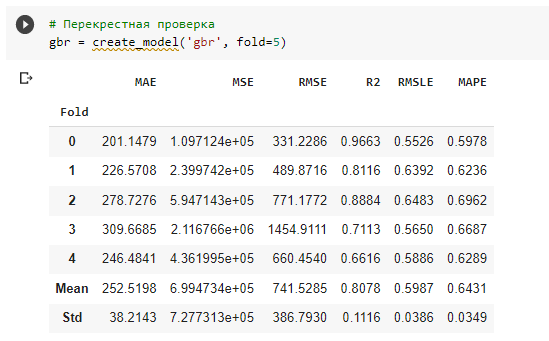 # Перекрестная проверка
gbr = create_model('gbr', fold=5)
MAE MSE RMSE R2 RMSLE MAPE
Fold
0 201.1479 1.097124e+05 331.2286 0.9663 0.5526 0.5978
1 226.5708 2.399742e+05 489.8716 0.8116 0.6392 0.6236
2 278.7276 5.947143e+05 771.1772 0.8884 0.6483 0.6962
3 309.6685 2.116766e+06 1454.9111 0.7113 0.5650 0.6687
4 246.4841 4.361995e+05 660.4540 0.6616 0.5886 0.6289
Mean 252.5198 6.994734e+05 741.5285 0.8078 0.5987 0.6431
Std 38.2143 7.277313e+05 386.7930 0.1116 0.0386 0.0349